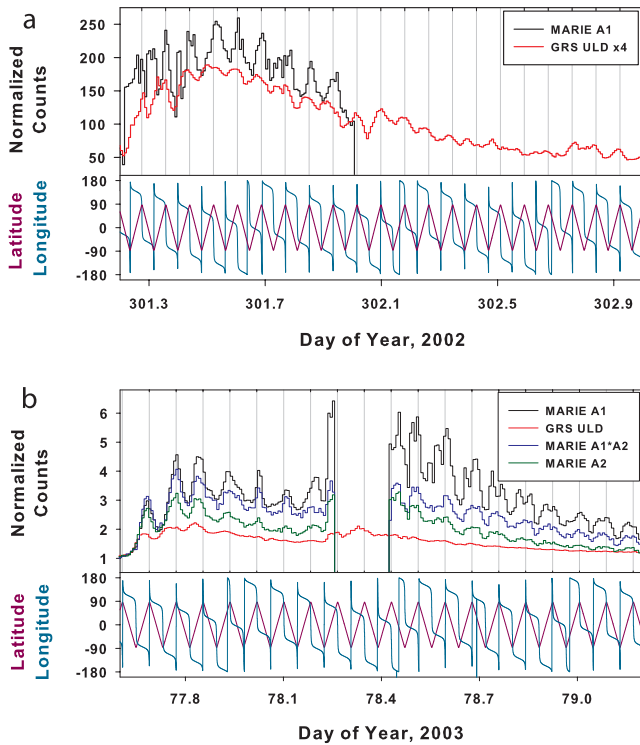 a
MARIE A1
GRS ULD x4
Normalized
Counts
250
200
150
100
50
Latitude
Longitude
180
90
0
-90
-180
301.3 301.7 302.1 302.5 302.9
Day of Year, 2002
b
MARIE A1
GRS ULD
MARIE A1*A2
MARIE A2
Normalized
Counts
6
5
4
3
2
1
Latitude
Longitude
180
90
0
-90
-180
77.8 78.1 78.4 78.7 79.0
Day of Year, 2003